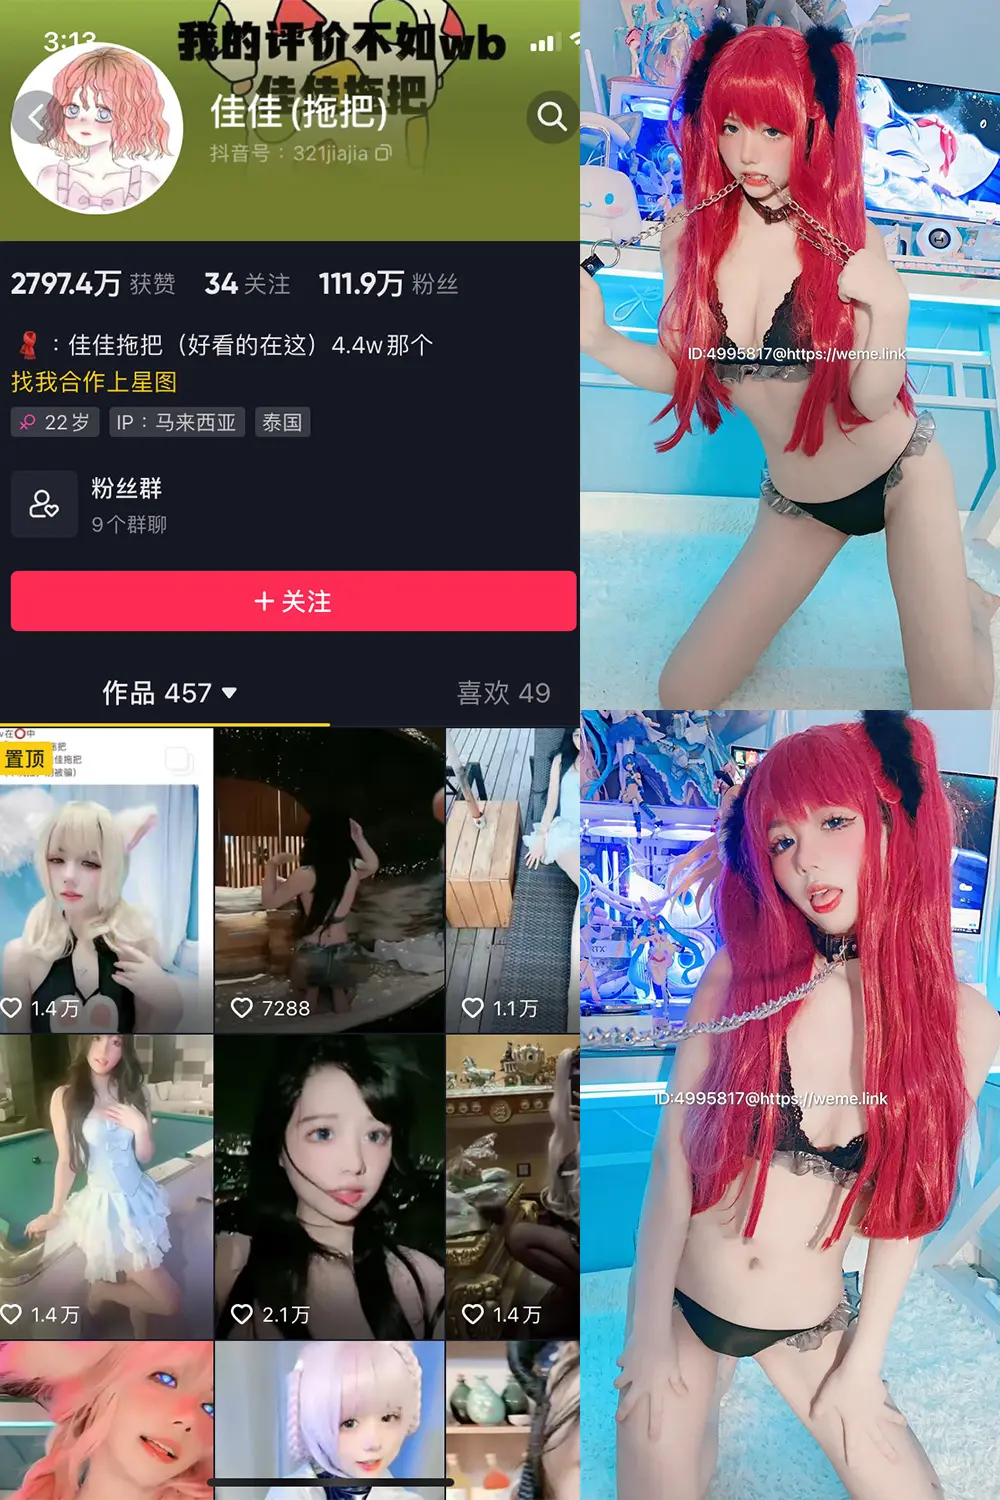 3:13
我的评价不如wb
佳佳拖把
佳佳(拖把)
抖音号：321jiajia
2797.4万 获赞 34 关注 111.9万 粉丝
：佳佳拖把（好看的在这）4.4w那个
找我合作上星图
22岁 IP：马来西亚 泰国
粉丝群
9个群聊
+ 关注
作品 457 喜欢 49
置顶
佳拖把
1.4万 7288 1.1万
1.4万 2.1万 1.4万
ID:4995817@https://weme.link
ID:4995817@https://weme.link